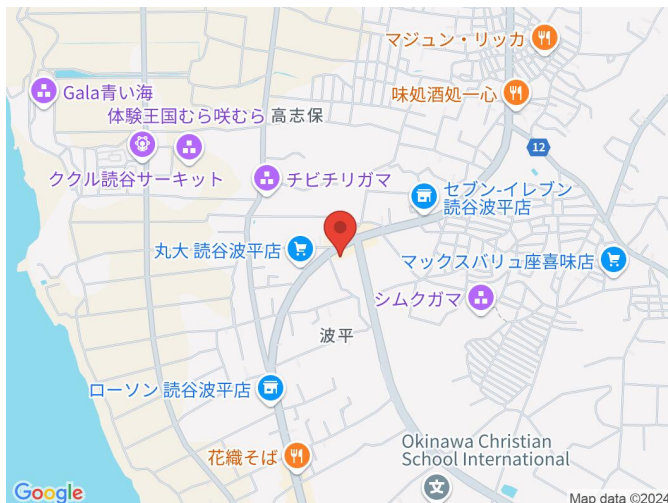 マジュン・リッカ
Gala青い海
味処酒処一心
体験王国むら咲むら
高志保
12
ククル読谷サーキット
チビチリガマ
セブン-イレブン
読谷波平店
丸大 読谷波平店
マックスバリュ座喜味店
シムクガマ
波平
ローソン 読谷波平店
花織そば
Okinawa Christian
School International
Google
Map data ©2024